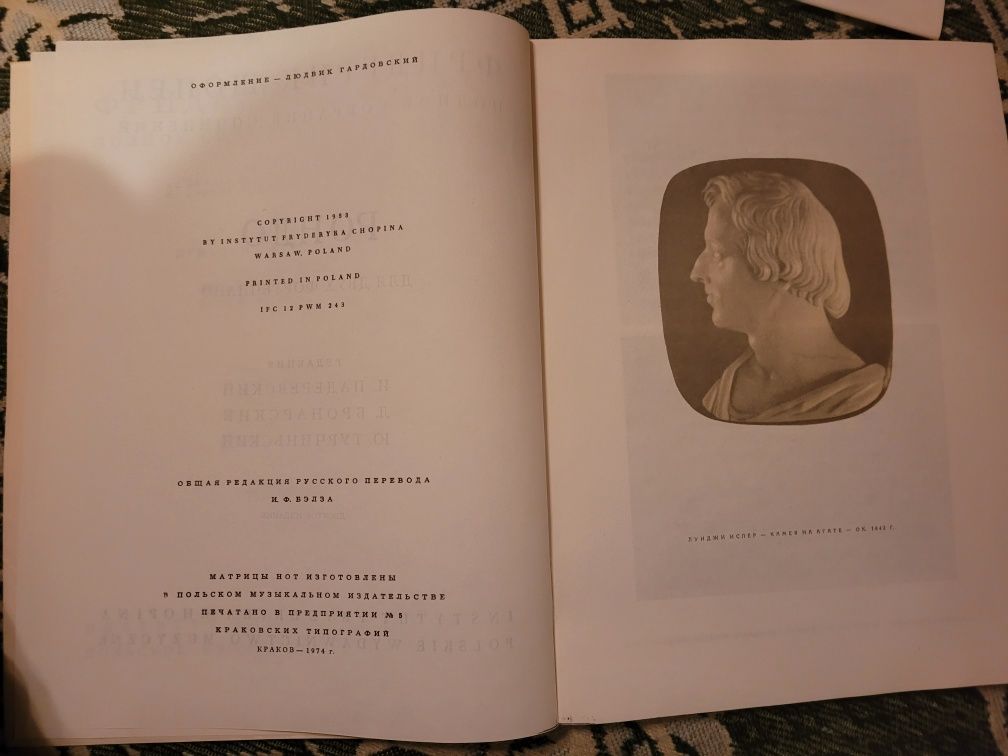 ОФОРМЛЕНИЕ — ЛЮДВИК ГАРДОВСКИЙ
COPYRIGHT 1953
BY INSTYTUT FRYDERYKA CHOPINA
WARSAW, POLAND
PRINTED IN POLAND
IFC 12 PWM 243
ОБЩАЯ РЕДАКЦИЯ РУССКОГО ПЕРЕВОДА
И. Ф. БЭЛЗА
МАТРИЦЫ НОТ ИЗГОТОВЛЕНЫ
В ПОЛЬСКОМ МУЗЫКАЛЬНОМ ИЗДАТЕЛЬСТВЕ
ПЕЧАТАНО В ПРЕДПРИЯТИИ № 5
КРАКОВСКИХ ТИПОГРАФИЙ
КРАКОВ — 1974 г.
ЛУИДЖИ ИСЛЕР — КАМЕЯ НА АГАТЕ — ОК. 1842 Г.